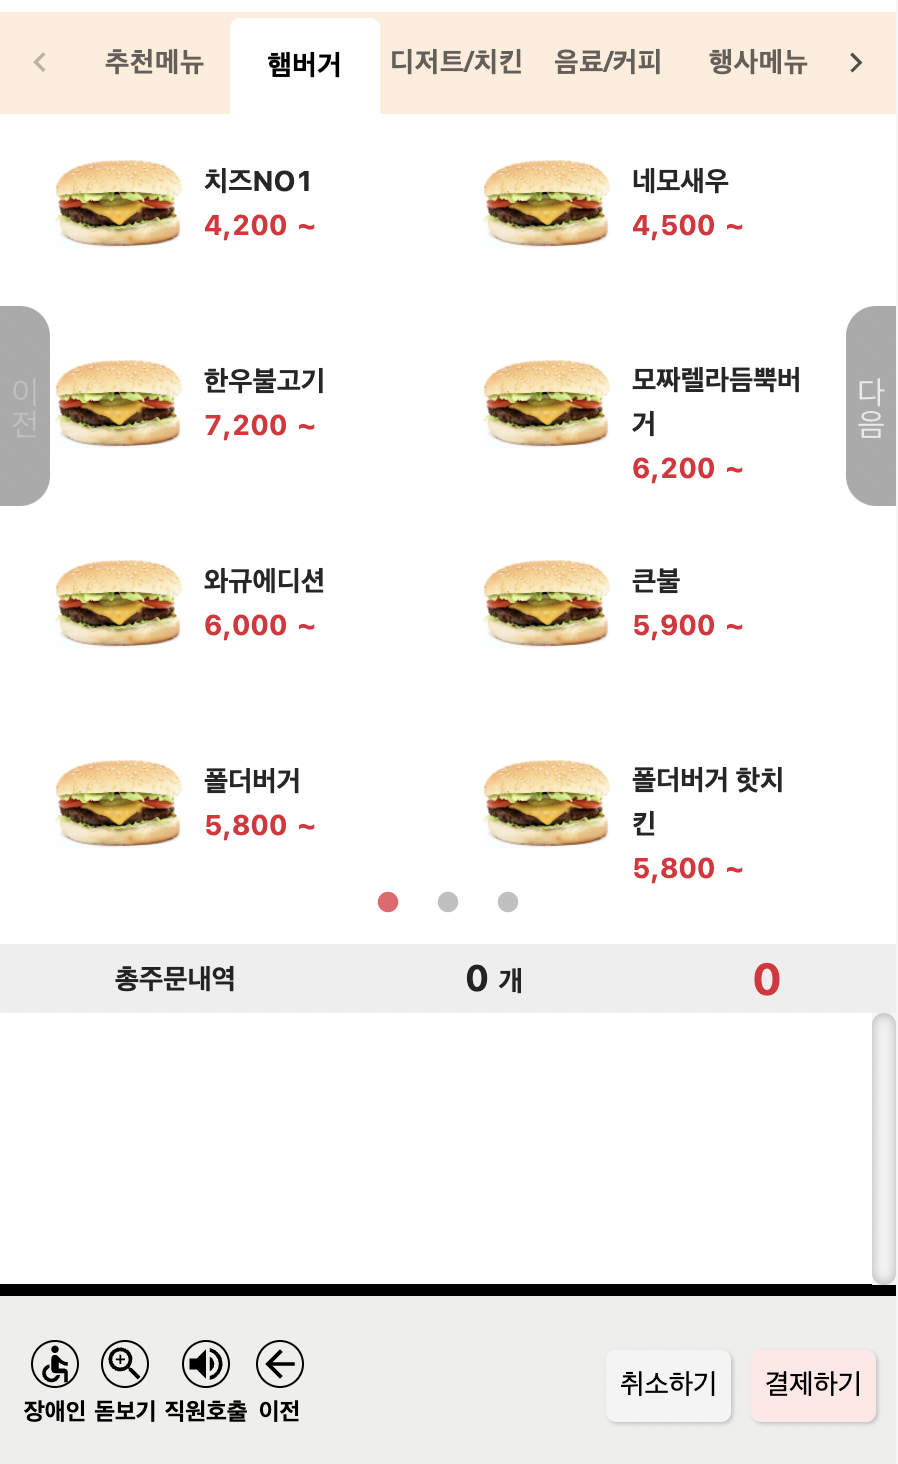 추천메뉴 햄버거 디저트/치킨 음료/커피 행사메뉴
치즈NO1
4,200 ~
네모새우
4,500 ~
이전
한우불고기
7,200 ~
모짜렐라듬뿍버
거
6,200 ~
다음
와규에디션
6,000 ~
큰불
5,900 ~
폴더버거
5,800 ~
폴더버거 핫치
킨
5,800 ~
총주문내역 0 개 0
장애인 돋보기 직원호출 이전
취소하기 결제하기